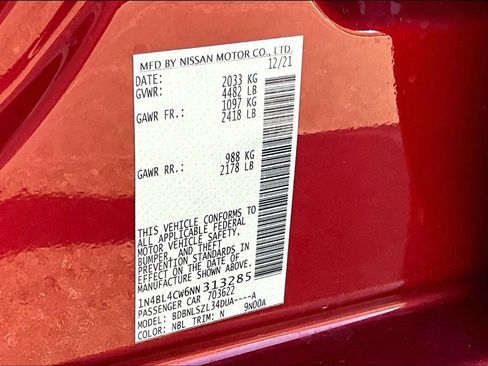 MFD BY NISSAN MOTOR CO., LTD.
12/21
DATE: 2033 KG
GVWR: 4482 LB
1097 KG
GAWR FR: 2418 LB
988 KG
GAWR RR: 2178 LB
THIS VEHICLE CONFORMS TO
ALL APPLICABLE FEDERAL
MOTOR VEHICLE SAFETY,
BUMPER, AND THEFT
PREVENTION STANDARDS IN
EFFECT ON THE DATE OF
MANUFACTURE SHOWN ABOVE.
1N4BL4CW6NN313285
PASSENGER CAR 703622
MODEL: BDBNLSZL34DUA----A
COLOR: NBL TRIM: N 9N00A